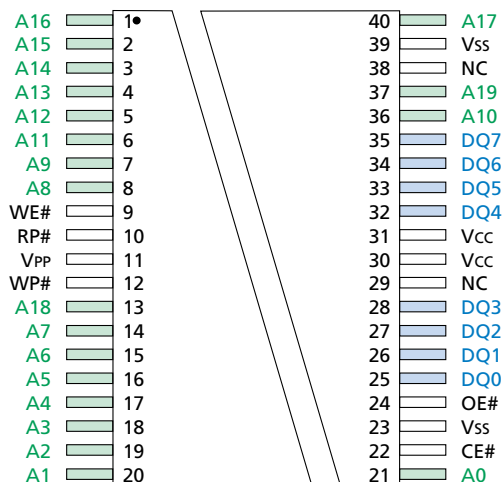 A16 1 40 A17
A15 2 39 Vss
A14 3 38 NC
A13 4 37 A19
A12 5 36 A10
A11 6 35 DQ7
A9 7 34 DQ6
A8 8 33 DQ5
WE# 9 32 DQ4
RP# 10 31 Vcc
VPP 11 30 Vcc
WP# 12 29 NC
A18 13 28 DQ3
A7 14 27 DQ2
A6 15 26 DQ1
A5 16 25 DQ0
A4 17 24 OE#
A3 18 23 Vss
A2 19 22 CE#
A1 20 21 A0